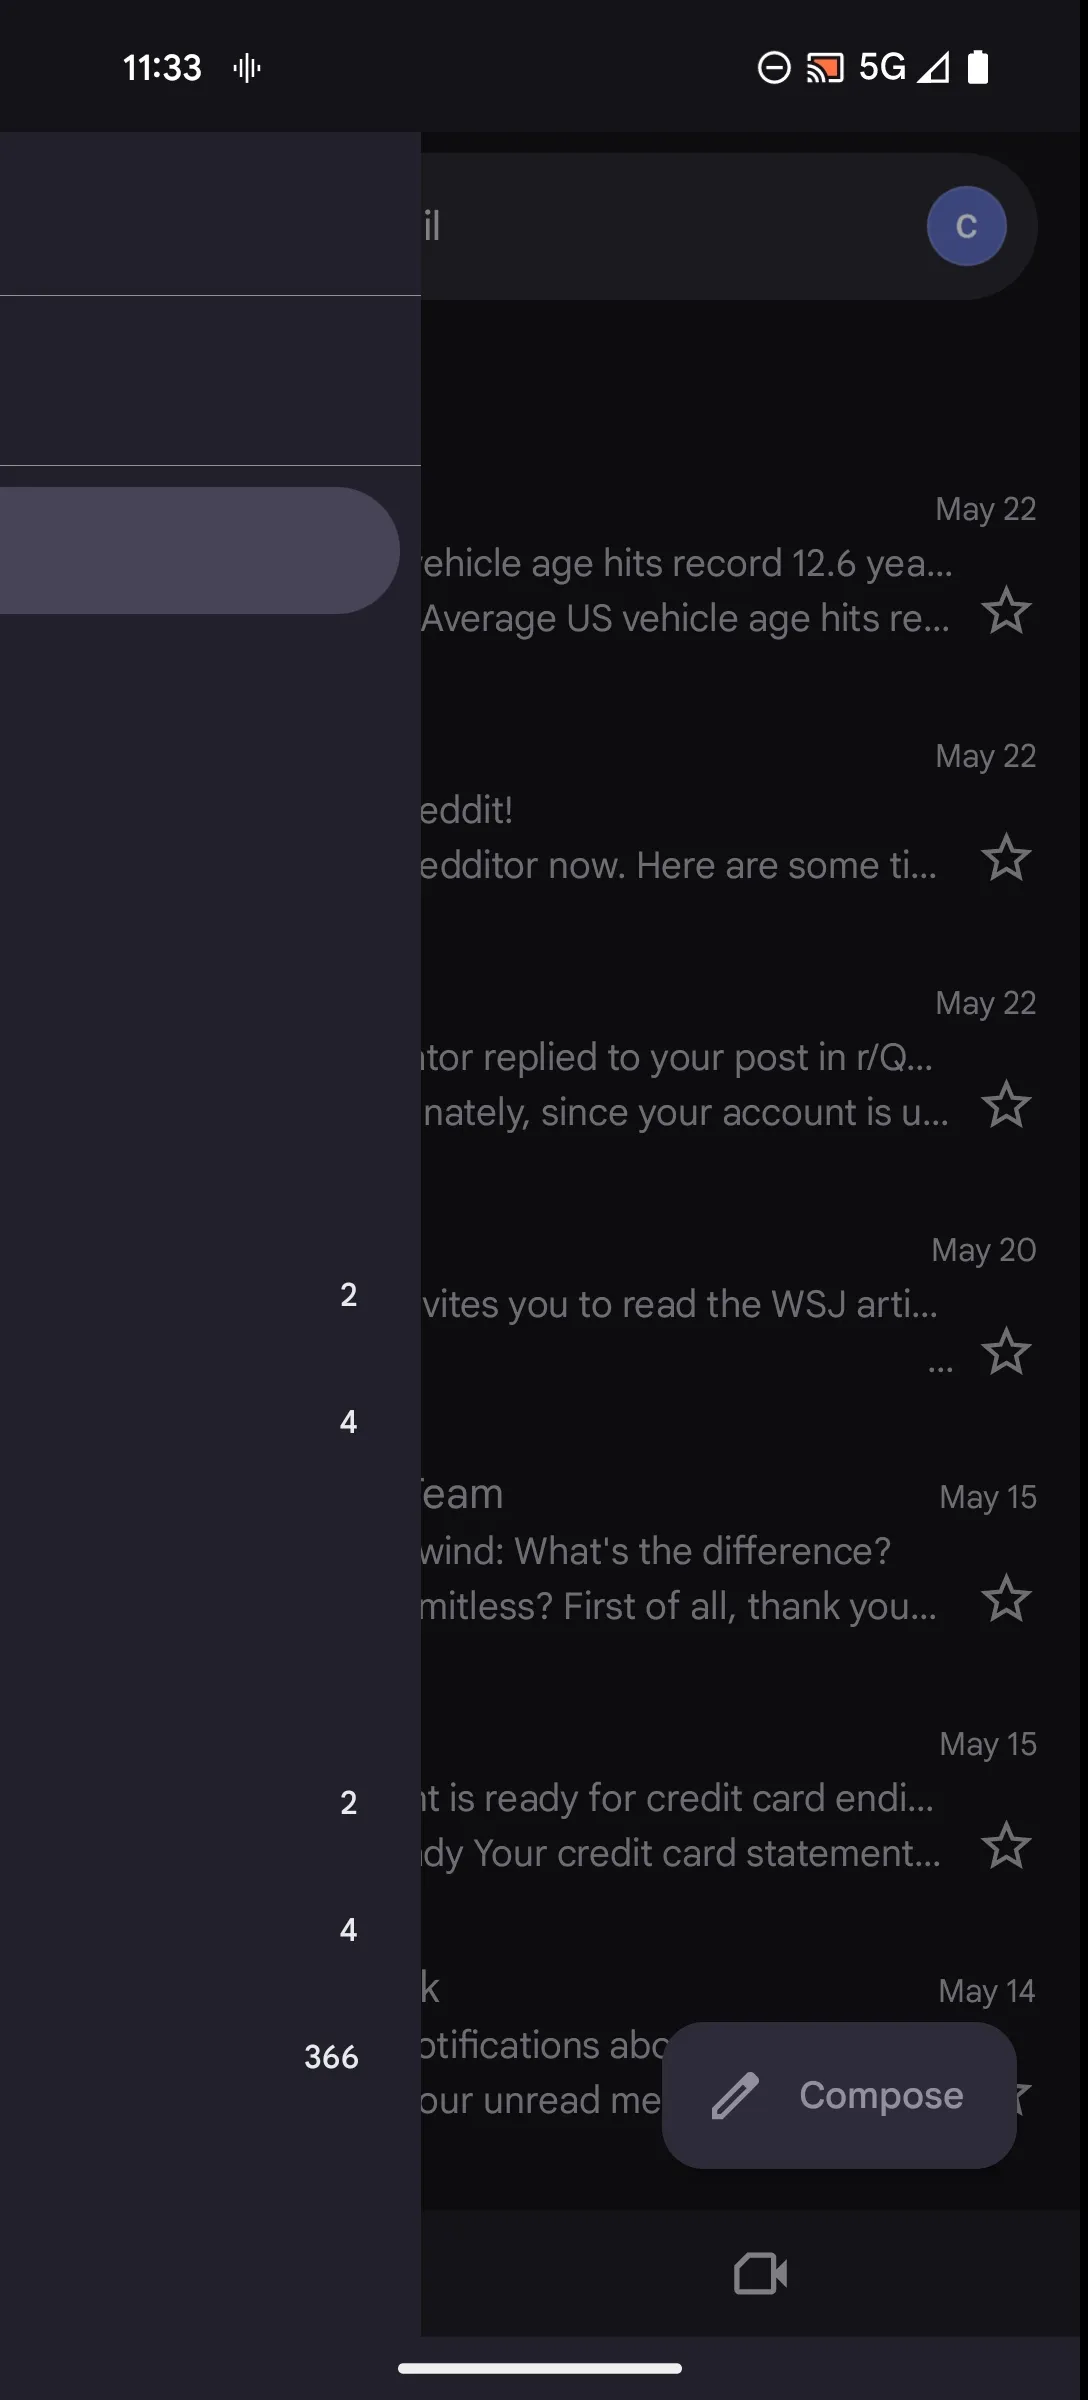 11:33 5G
il C
May 22
ehicle age hits record 12.6 yea...
Average US vehicle age hits re...
May 22
eddit!
edditor now. Here are some ti...
May 22
tor replied to your post in r/Q...
nately, since your account is u...
2
May 20
vites you to read the WSJ arti...
...
4
eam May 15
wind: What's the difference?
mitless? First of all, thank you...
May 15
2
t is ready for credit card endi...
dy Your credit card statement...
4
k May 14
otifications abo
366
our unread me
Compose